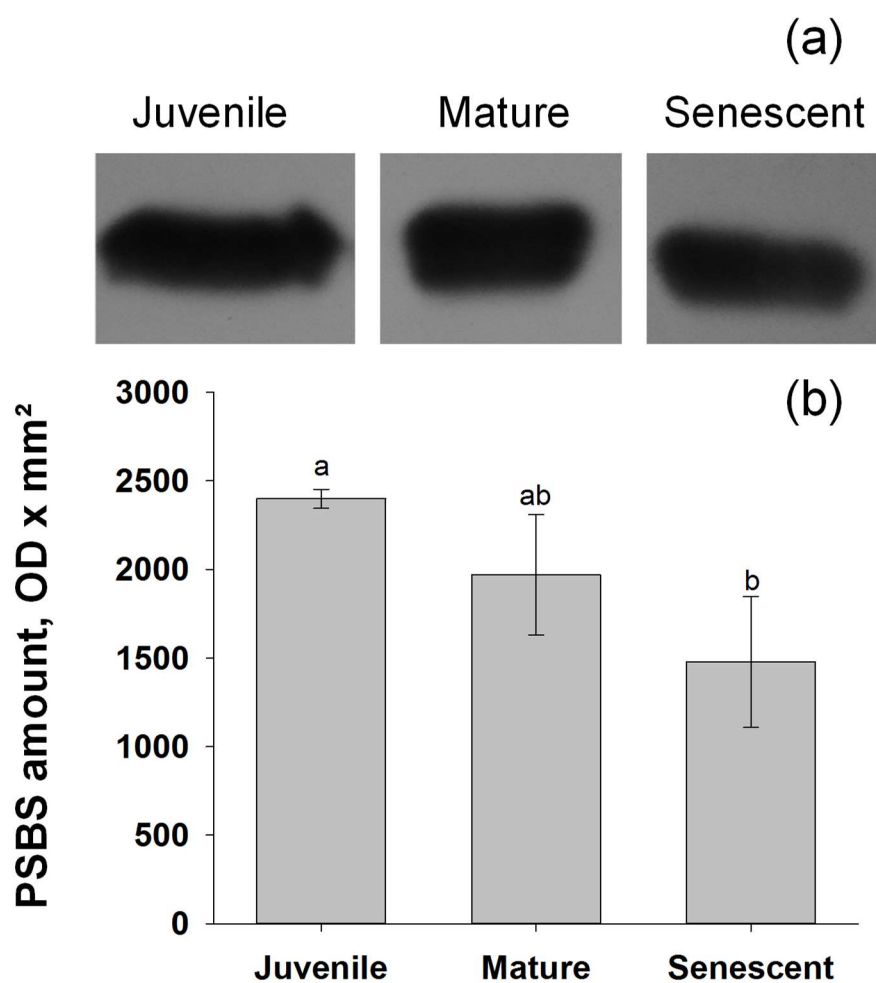 (a)
Juvenile Mature Senescent
(b)
PSBS amount, OD x mm²
3000
2500
2000
1500
1000
500
0
a
ab
b
Juvenile Mature Senescent